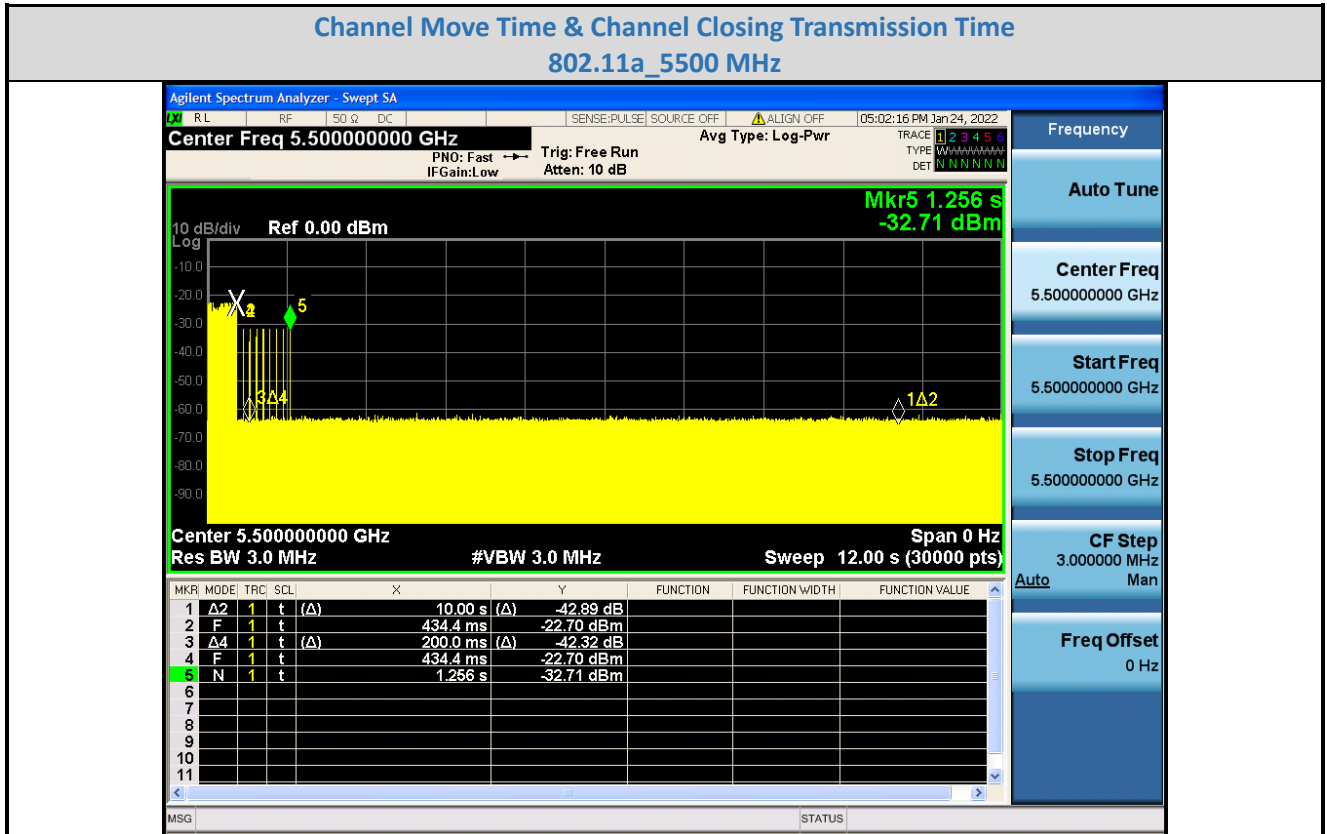 Channel Move Time & Channel Closing Transmission Time
802.11a_5500 MHz
Agilent Spectrum Analyzer - Swept SA
LXI RL RF 50 Ω DC SENSE:PULSE SOURCE OFF ALIGN OFF 05:02:16 PM Jan 24, 2022
Center Freq 5.500000000 GHz
PNO: Fast
IFGain:Low
Trig: Free Run
Atten: 10 dB
Avg Type: Log-Pwr
TRACE 1 2 3 4 5 6
TYPE W
DET N N N N N N
Mkr5 1.256 s
-32.71 dBm
10 dB/div Ref 0.00 dBm
Log
-10.0
-20.0
-30.0
-40.0
-50.0
-60.0
-70.0
-80.0
-90.0
5
3Δ4
1Δ2
Center 5.500000000 GHz Span 0 Hz
Res BW 3.0 MHz #VBW 3.0 MHz Sweep 12.00 s (30000 pts)
MKR MODE TRC SCL X Y FUNCTION FUNCTION WIDTH FUNCTION VALUE
1 Δ2 1 t (Δ) 10.00 s (Δ) -42.89 dB
2 F 1 t 434.4 ms -22.70 dBm
3 Δ4 1 t (Δ) 200.0 ms (Δ) -42.32 dB
4 F 1 t 434.4 ms -22.70 dBm
5 N 1 t 1.256 s -32.71 dBm
6
7
8
9
10
11
MSG STATUS
Frequency
Auto Tune
Center Freq
5.500000000 GHz
Start Freq
5.500000000 GHz
Stop Freq
5.500000000 GHz
CF Step
3.000000 MHz
Auto Man
Freq Offset
0 Hz